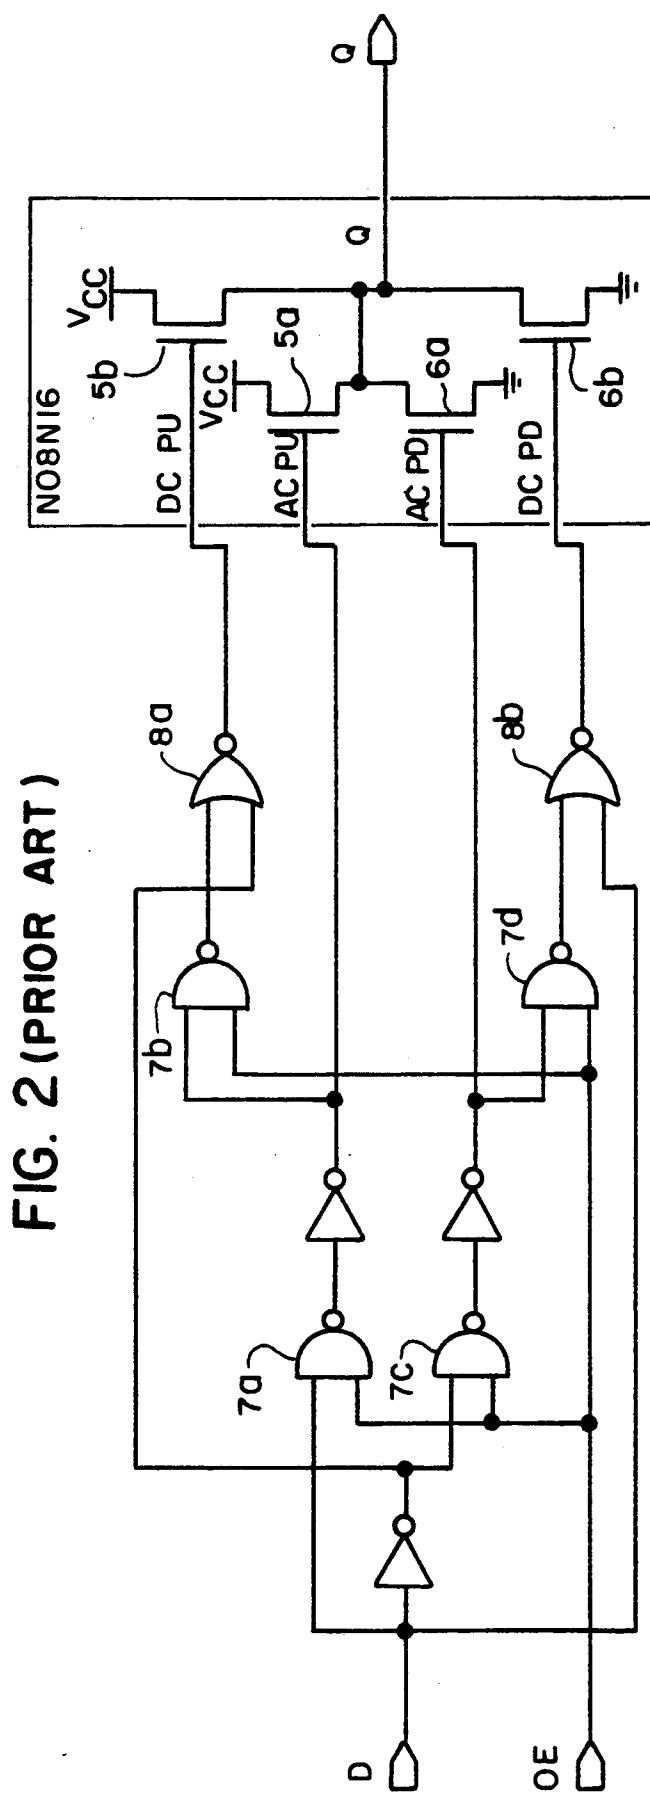 FIG. 2 (PRIOR ART)
NO8N16
VCC
5b
DC PU
VCC
5a
AC PU
Q
Q
6a
AC PD
DC PD
6b
8a
8b
7b
7d
7a
7c
D
OE